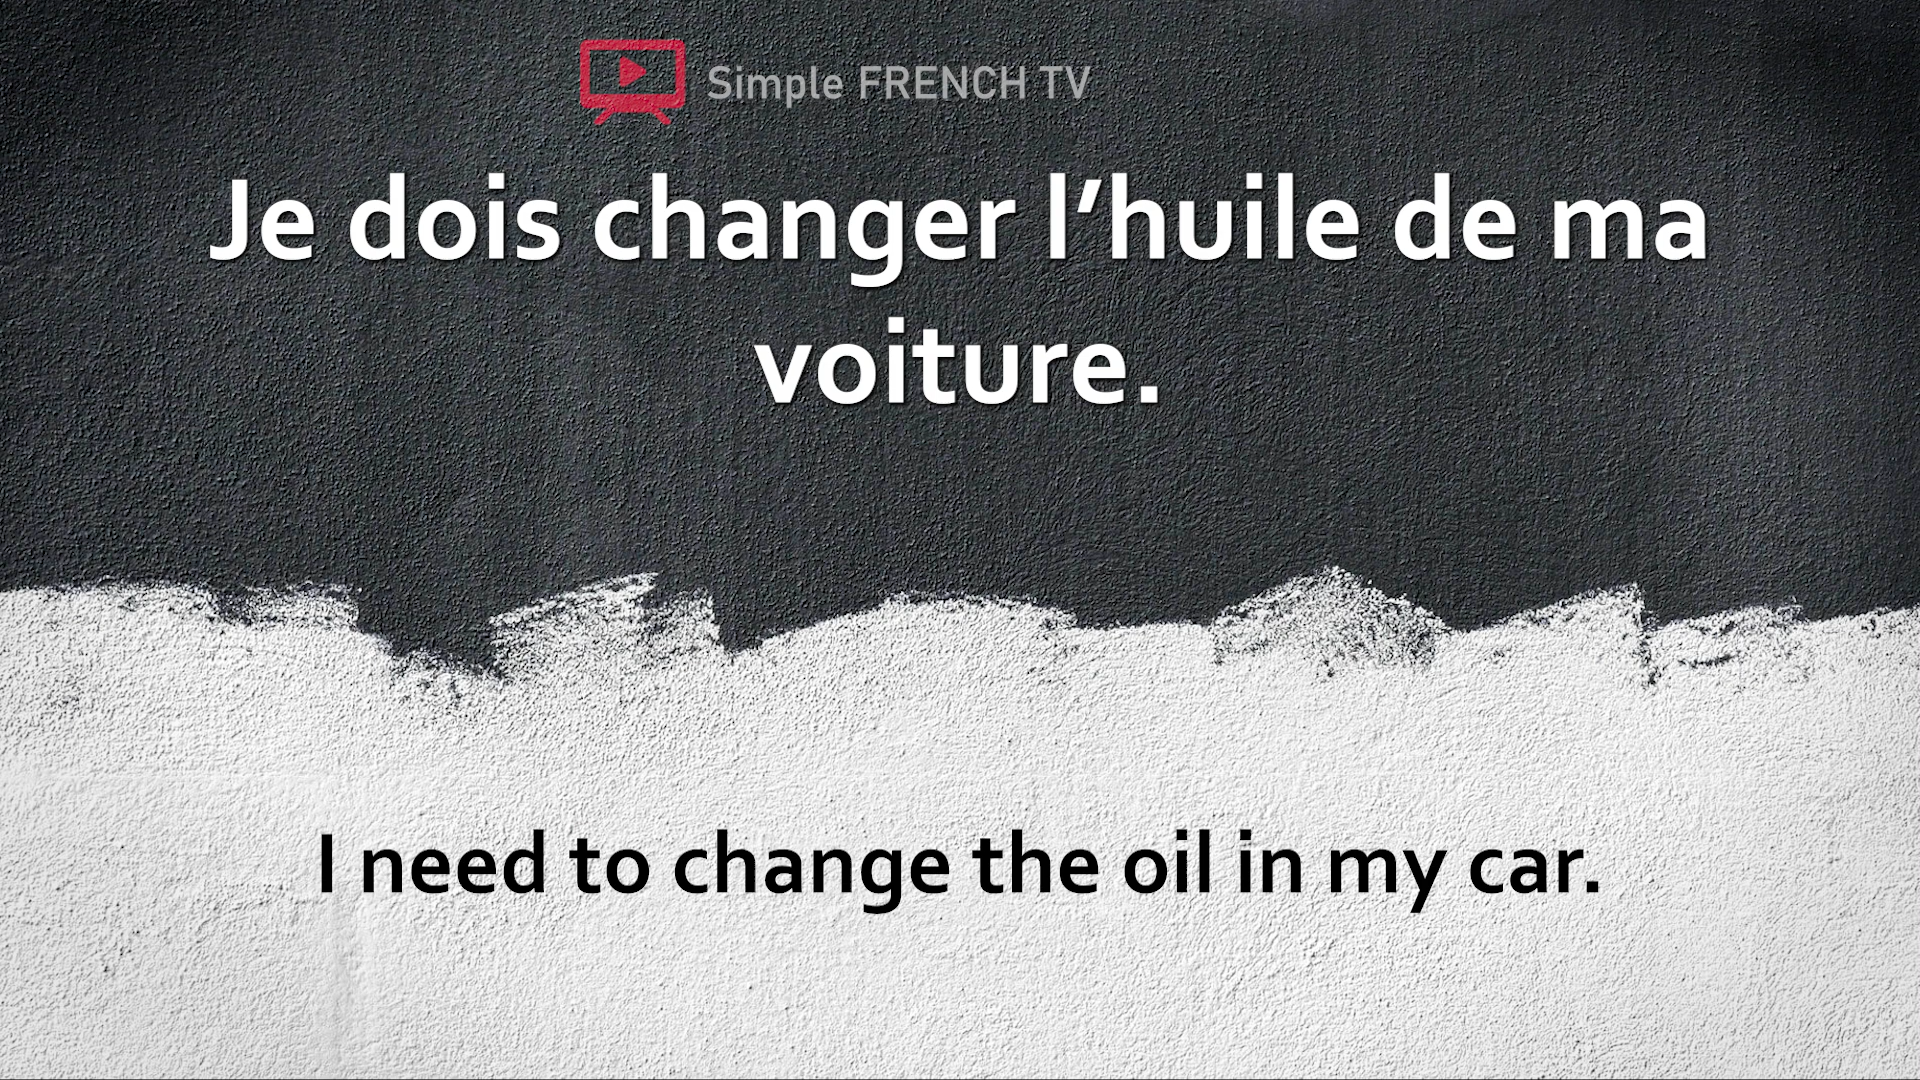 Simple FRENCH TV
Je dois changer l’huile de ma
voiture.
I need to change the oil in my car.